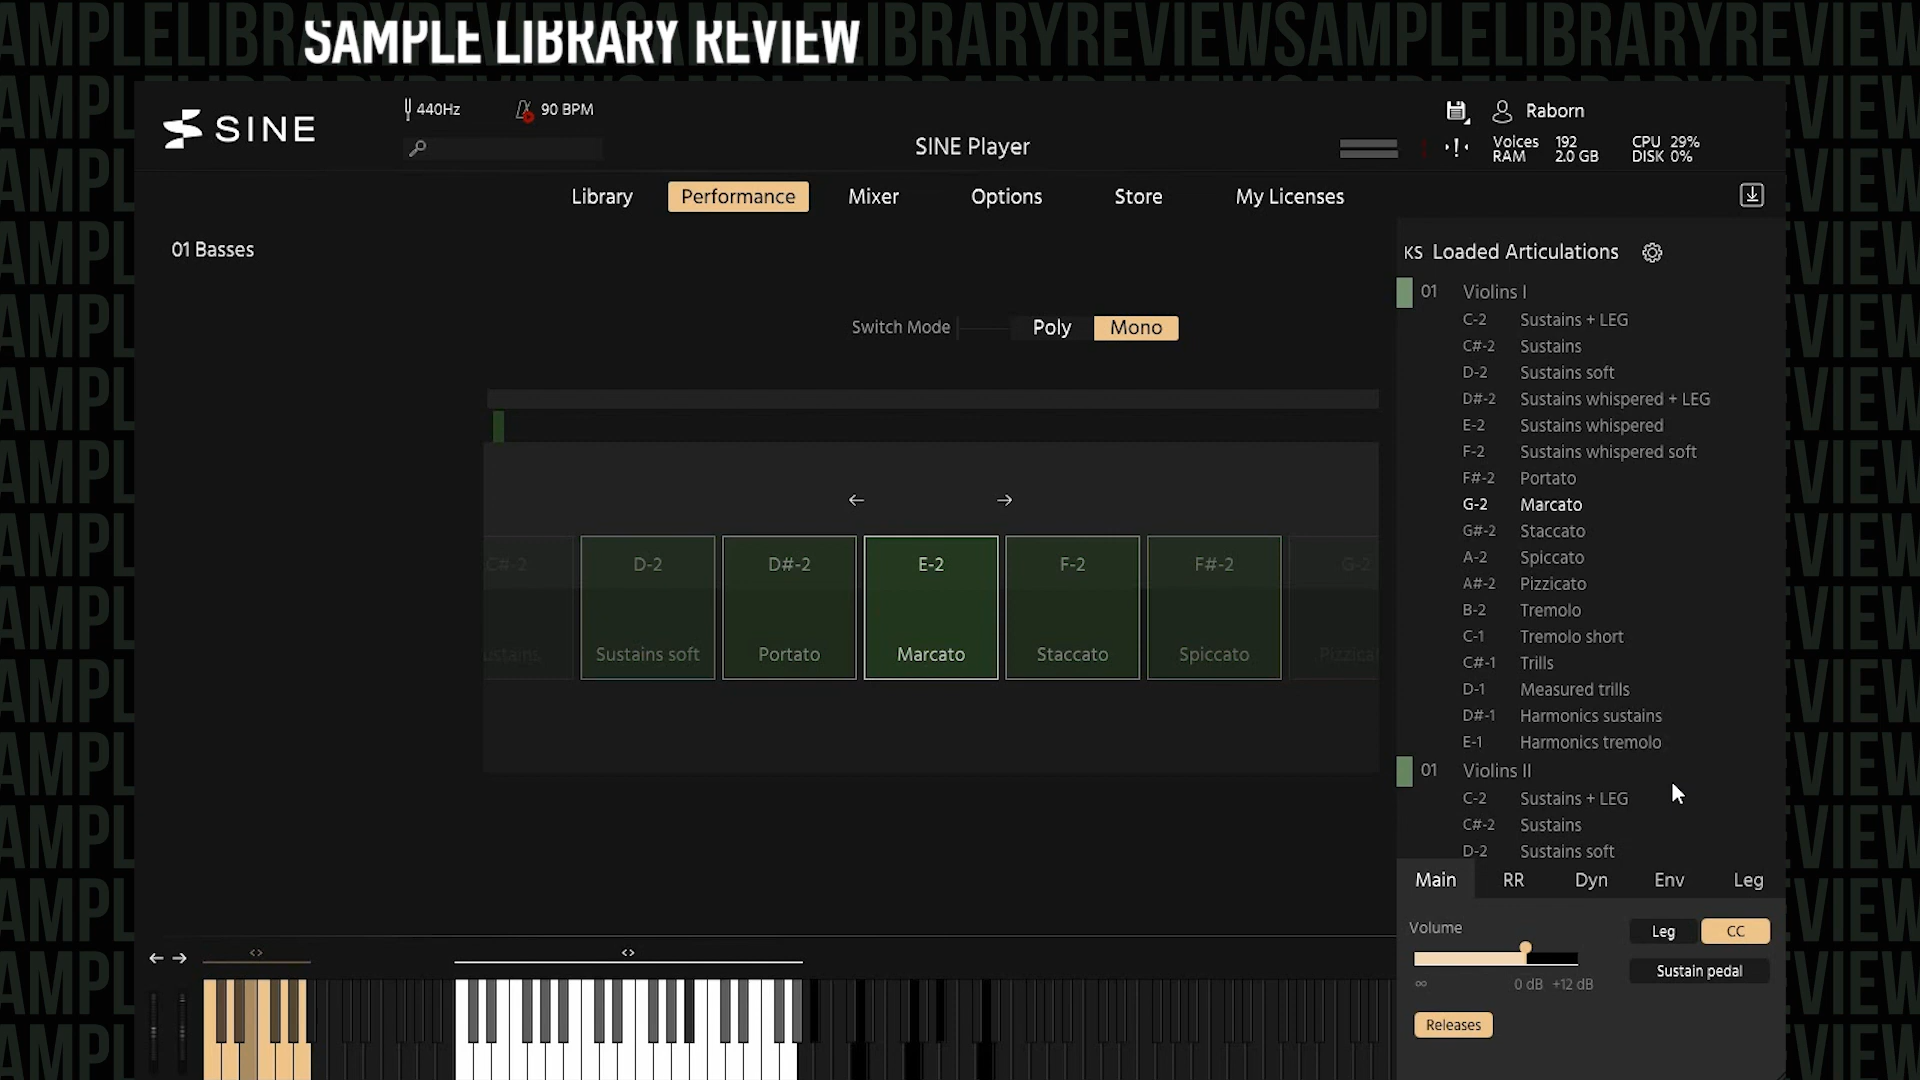 SAMPLE LIBRARY REVIEW
SINE
440Hz
90 BPM
SINE Player
Raborn
Voices 192
RAM 2.0 GB
CPU 29%
DISK 0%
Library Performance Mixer Options Store My Licenses
01 Basses
Switch Mode Poly Mono
C#-2 D-2 D#-2 E-2 F-2 F#-2 G-2
Sustains soft Portato Marcato Staccato Spiccato
KS Loaded Articulations
01 Violins I
C-2 Sustains + LEG
C#-2 Sustains
D-2 Sustains soft
D#-2 Sustains whispered + LEG
E-2 Sustains whispered
F-2 Sustains whispered soft
F#-2 Portato
G-2 Marcato
G#-2 Staccato
A-2 Spiccato
A#-2 Pizzicato
B-2 Tremolo
C-1 Tremolo short
C#-1 Trills
D-1 Measured trills
D#-1 Harmonics sustains
E-1 Harmonics tremolo
01 Violins II
C-2 Sustains + LEG
C#-2 Sustains
D-2 Sustains soft
Main RR Dyn Env Leg
Volume
Leg CC
Sustain pedal
∞ 0 dB +12 dB
Releases